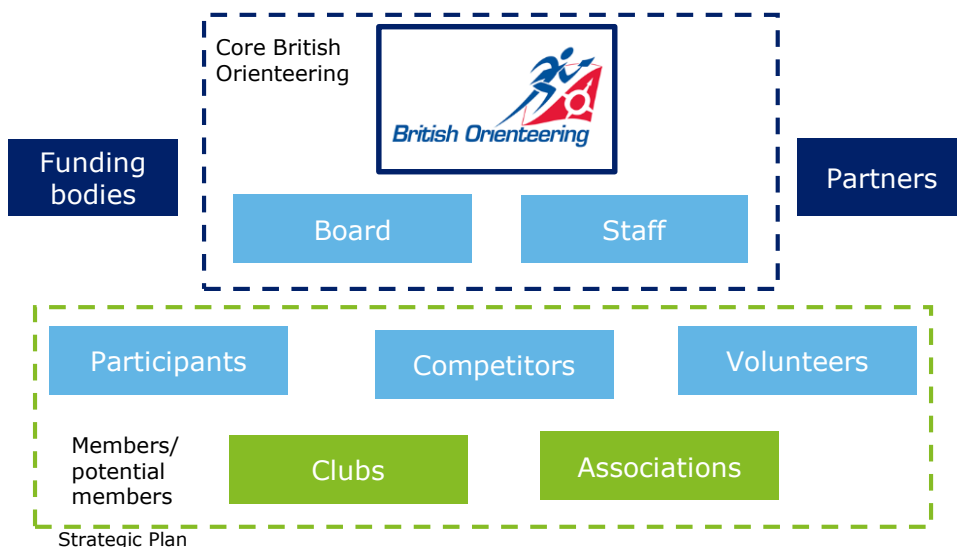 Core British
Orienteering
British Orienteering
Funding
bodies
Partners
Board
Staff
Participants
Competitors
Volunteers
Members/
potential
members
Clubs
Associations
Strategic Plan